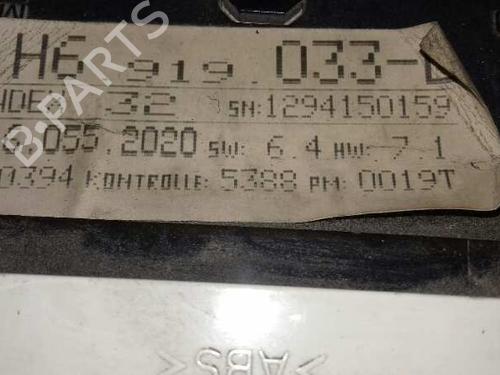 H6 919.033-
32 SN:1294150159
055.2020 SW: 6.4 HW: 7.1
0394 KONTROLLE: 5388 PM: 0019T
>ABS<
B-PARTS